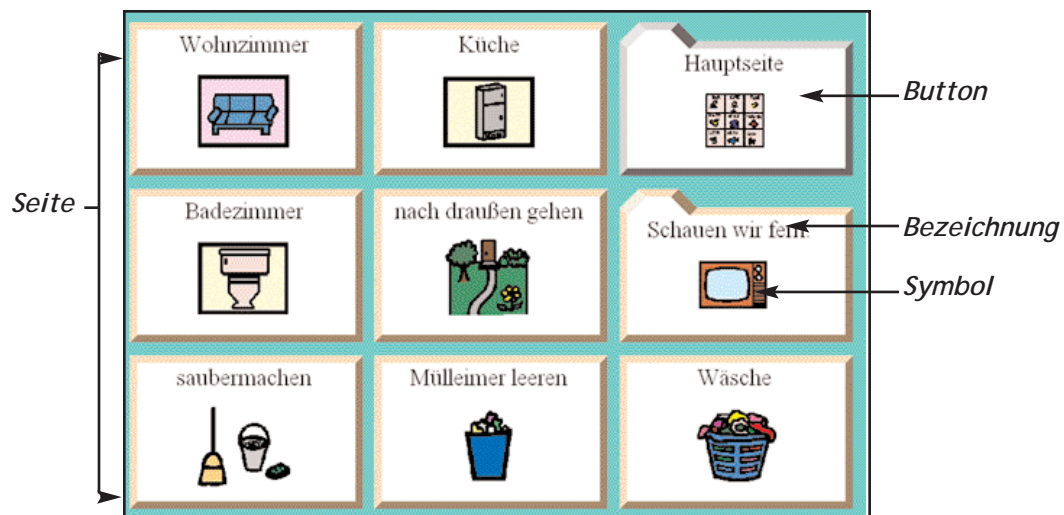 Wohnzimmer
Küche
Hauptseite
Button
Seite
Badezimmer
nach draußen gehen
Schauen wir fern
Bezeichnung
Symbol
saubermachen
Mülleimer leeren
Wäsche